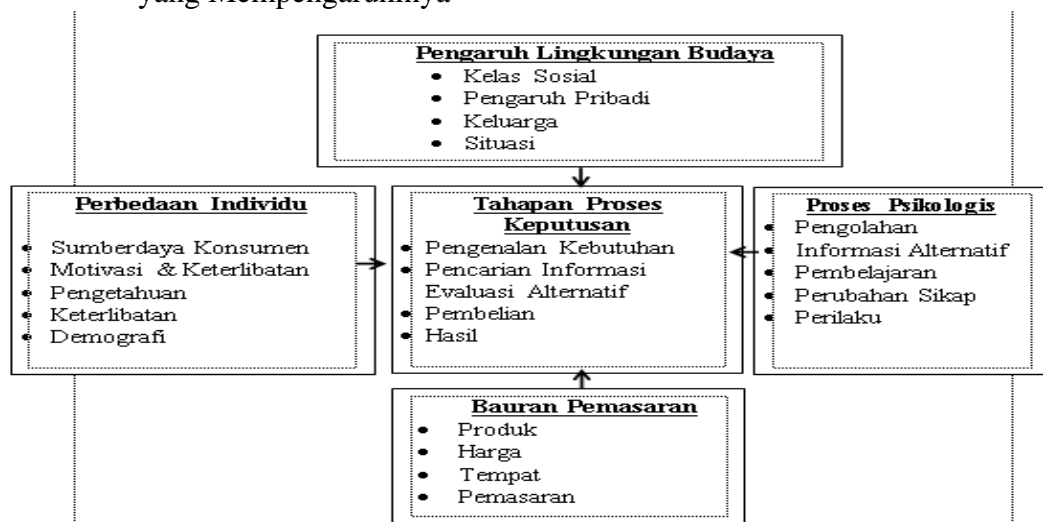 yang Mempengaruhinya
Pengaruh Lingkungan Budaya
• Kelas Sosial
• Pengaruh Pribadi
• Keluarga
• Situasi
Perbedaan Individu
• Sumberdaya Konsumen
• Motivasi & Keterlibatan
• Pengetahuan
• Keterlibatan
• Demografi
Tahapan Proses
Keputusan
• Pengenalan Kebutuhan
• Pencarian Informasi
Evaluasi Alternatif
• Pembelian
• Hasil
Proses Psikologis
• Pengolahan
• Informasi Alternatif
• Pembelajaran
• Perubahan Sikap
• Perilaku
Bauran Pemasaran
• Produk
• Harga
• Tempat
• Pemasaran